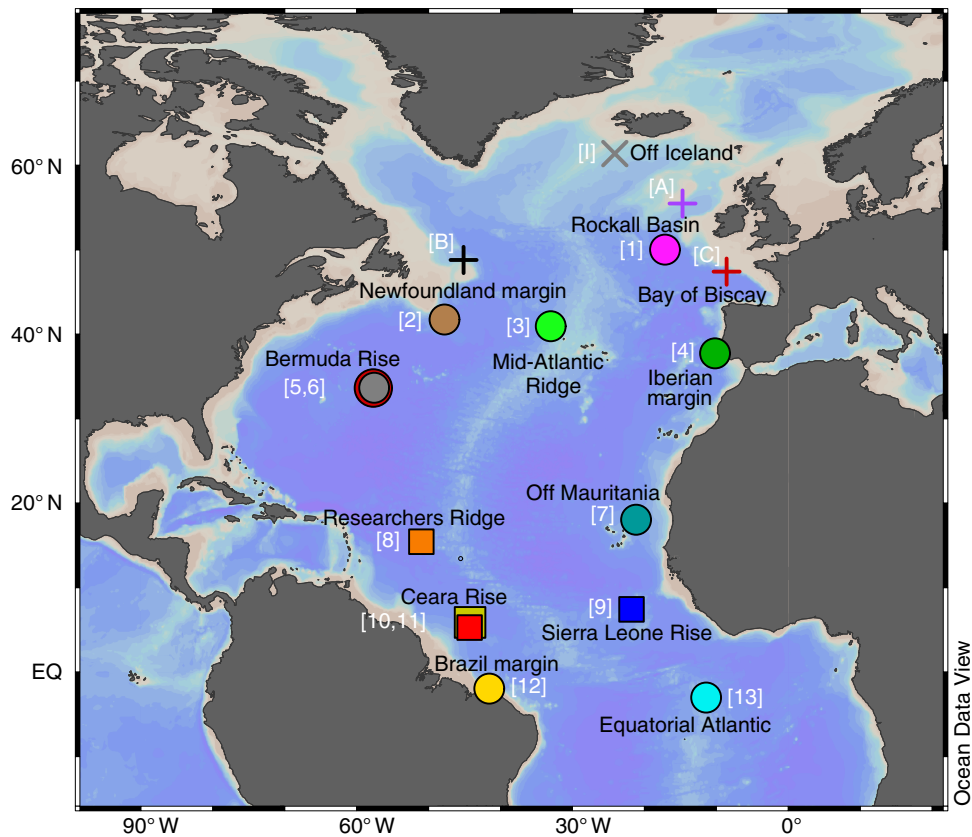 60° N
40° N
20° N
EQ
90° W
60° W
30° W
0°
[I] Off Iceland
[A]
Rockall Basin
[1]
[B]
[C]
Bay of Biscay
Newfoundland margin
[2]
[3]
Mid-Atlantic
Ridge
[4]
Iberian
margin
Bermuda Rise
[5,6]
Off Mauritania
[7]
Researchers Ridge
[8]
Ceara Rise
[10,11]
[9]
Sierra Leone Rise
Brazil margin
[12]
[13]
Equatorial Atlantic
Ocean Data View